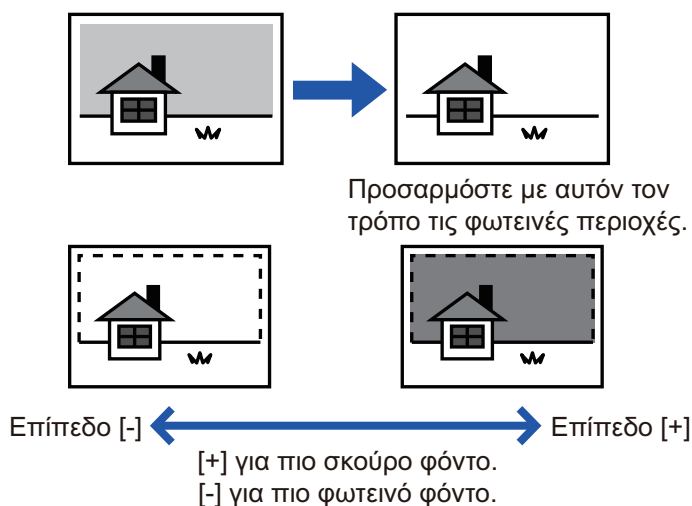 Προσαρμόστε με αυτόν τον
τρόπο τις φωτεινές περιοχές.
Επίπεδο [-]
Επίπεδο [+]
[+] για πιο σκούρο φόντο.
[-] για πιο φωτεινό φόντο.